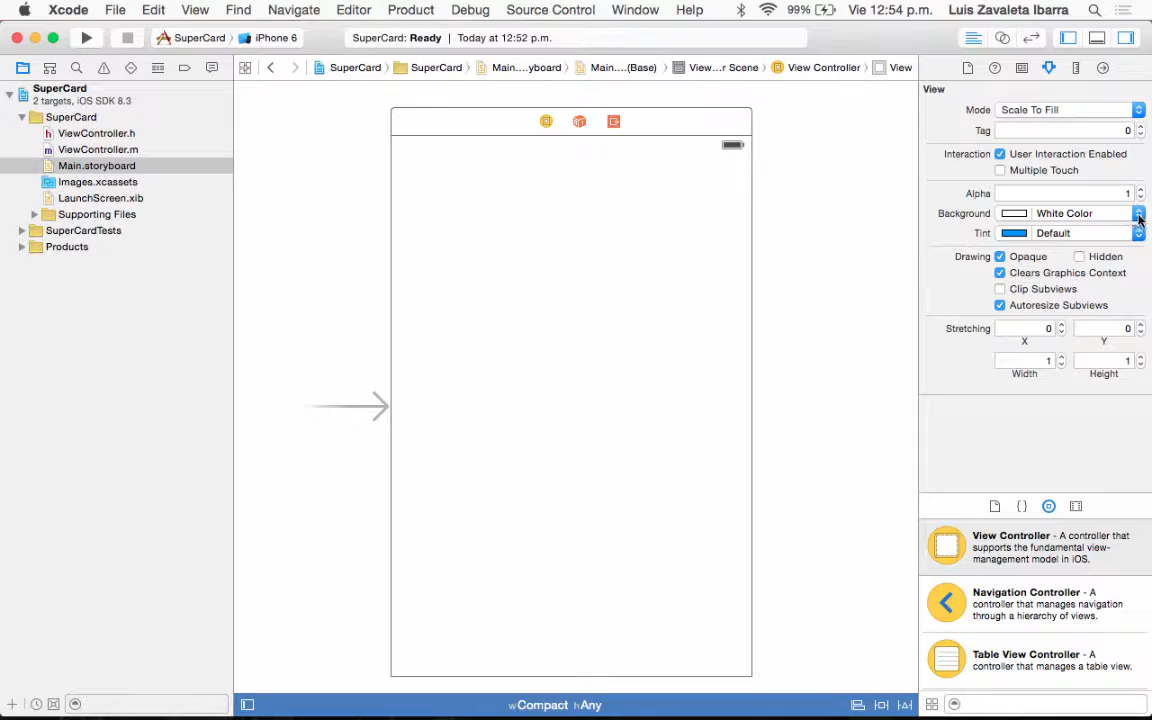 Xcode File Edit View Find Navigate Editor Product Debug Source Control Window Help 99% Vie 12:54 p.m. Luis Zavaleta Ibarra
SuperCard iPhone 6 SuperCard: Ready Today at 12:52 p.m.
SuperCard SuperCard Main....yboard Main....(Base) View...r Scene View Controller View
SuperCard
2 targets, iOS SDK 8.3
SuperCard
h ViewController.h
m ViewController.m
Main.storyboard
Images.xcassets
LaunchScreen.xib
Supporting Files
SuperCardTests
Products
wCompact hAny
View
Mode Scale To Fill
Tag 0
Interaction User Interaction Enabled
Multiple Touch
Alpha 1
Background White Color
Tint Default
Drawing Opaque Hidden
Clears Graphics Context
Clip Subviews
Autoresize Subviews
Stretching 0 0
X Y
1 1
Width Height
{ }
View Controller - A controller that
supports the fundamental view-
management model in iOS.
Navigation Controller - A
controller that manages navigation
through a hierarchy of views.
Table View Controller - A
controller that manages a table view.